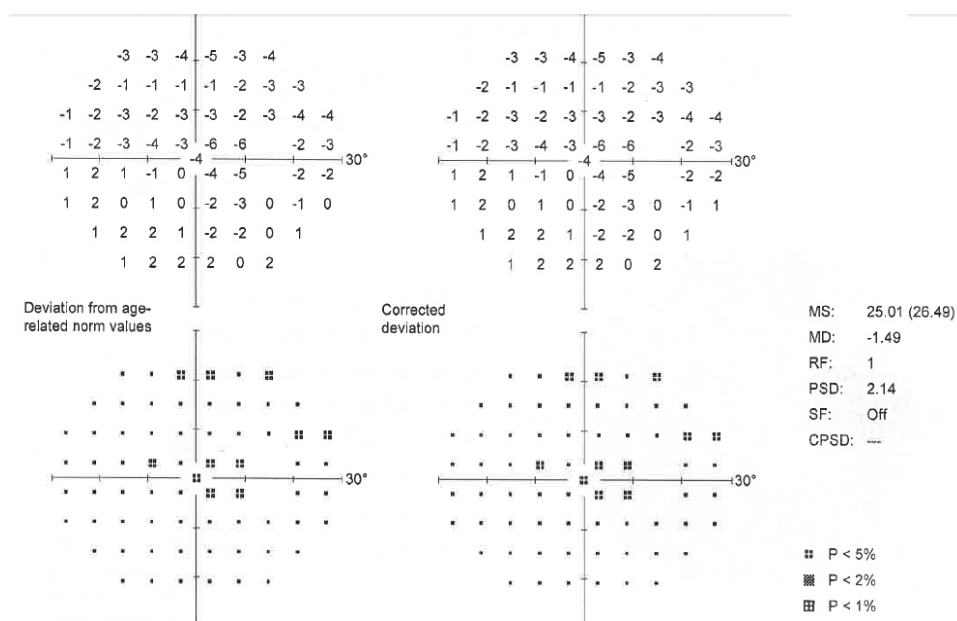 -3 -3 -4 -5 -3 -4
-2 -1 -1 -1 -1 -2 -3 -3
-1 -2 -3 -2 -3 -3 -2 -3 -4 -4
-1 -2 -3 -4 -3 -6 -6 -2 -3
-4
30°
1 2 1 -1 0 -4 -5 -2 -2
1 2 0 1 0 -2 -3 0 -1 0
1 2 2 1 -2 -2 0 1
1 2 2 2 0 2
Deviation from age-
related norm values
-3 -3 -4 -5 -3 -4
-2 -1 -1 -1 -1 -2 -3 -3
-1 -2 -3 -2 -3 -3 -2 -3 -4 -4
-1 -2 -3 -4 -3 -6 -6 -2 -3
-4
30°
1 2 1 -1 0 -4 -5 -2 -2
1 2 0 1 0 -2 -3 0 -1 1
1 2 2 1 -2 -2 0 1
1 2 2 2 0 2
Corrected
deviation
30°
30°
MS: 25.01 (26.49)
MD: -1.49
RF: 1
PSD: 2.14
SF: Off
CPSD: ---
P < 5%
P < 2%
P < 1%